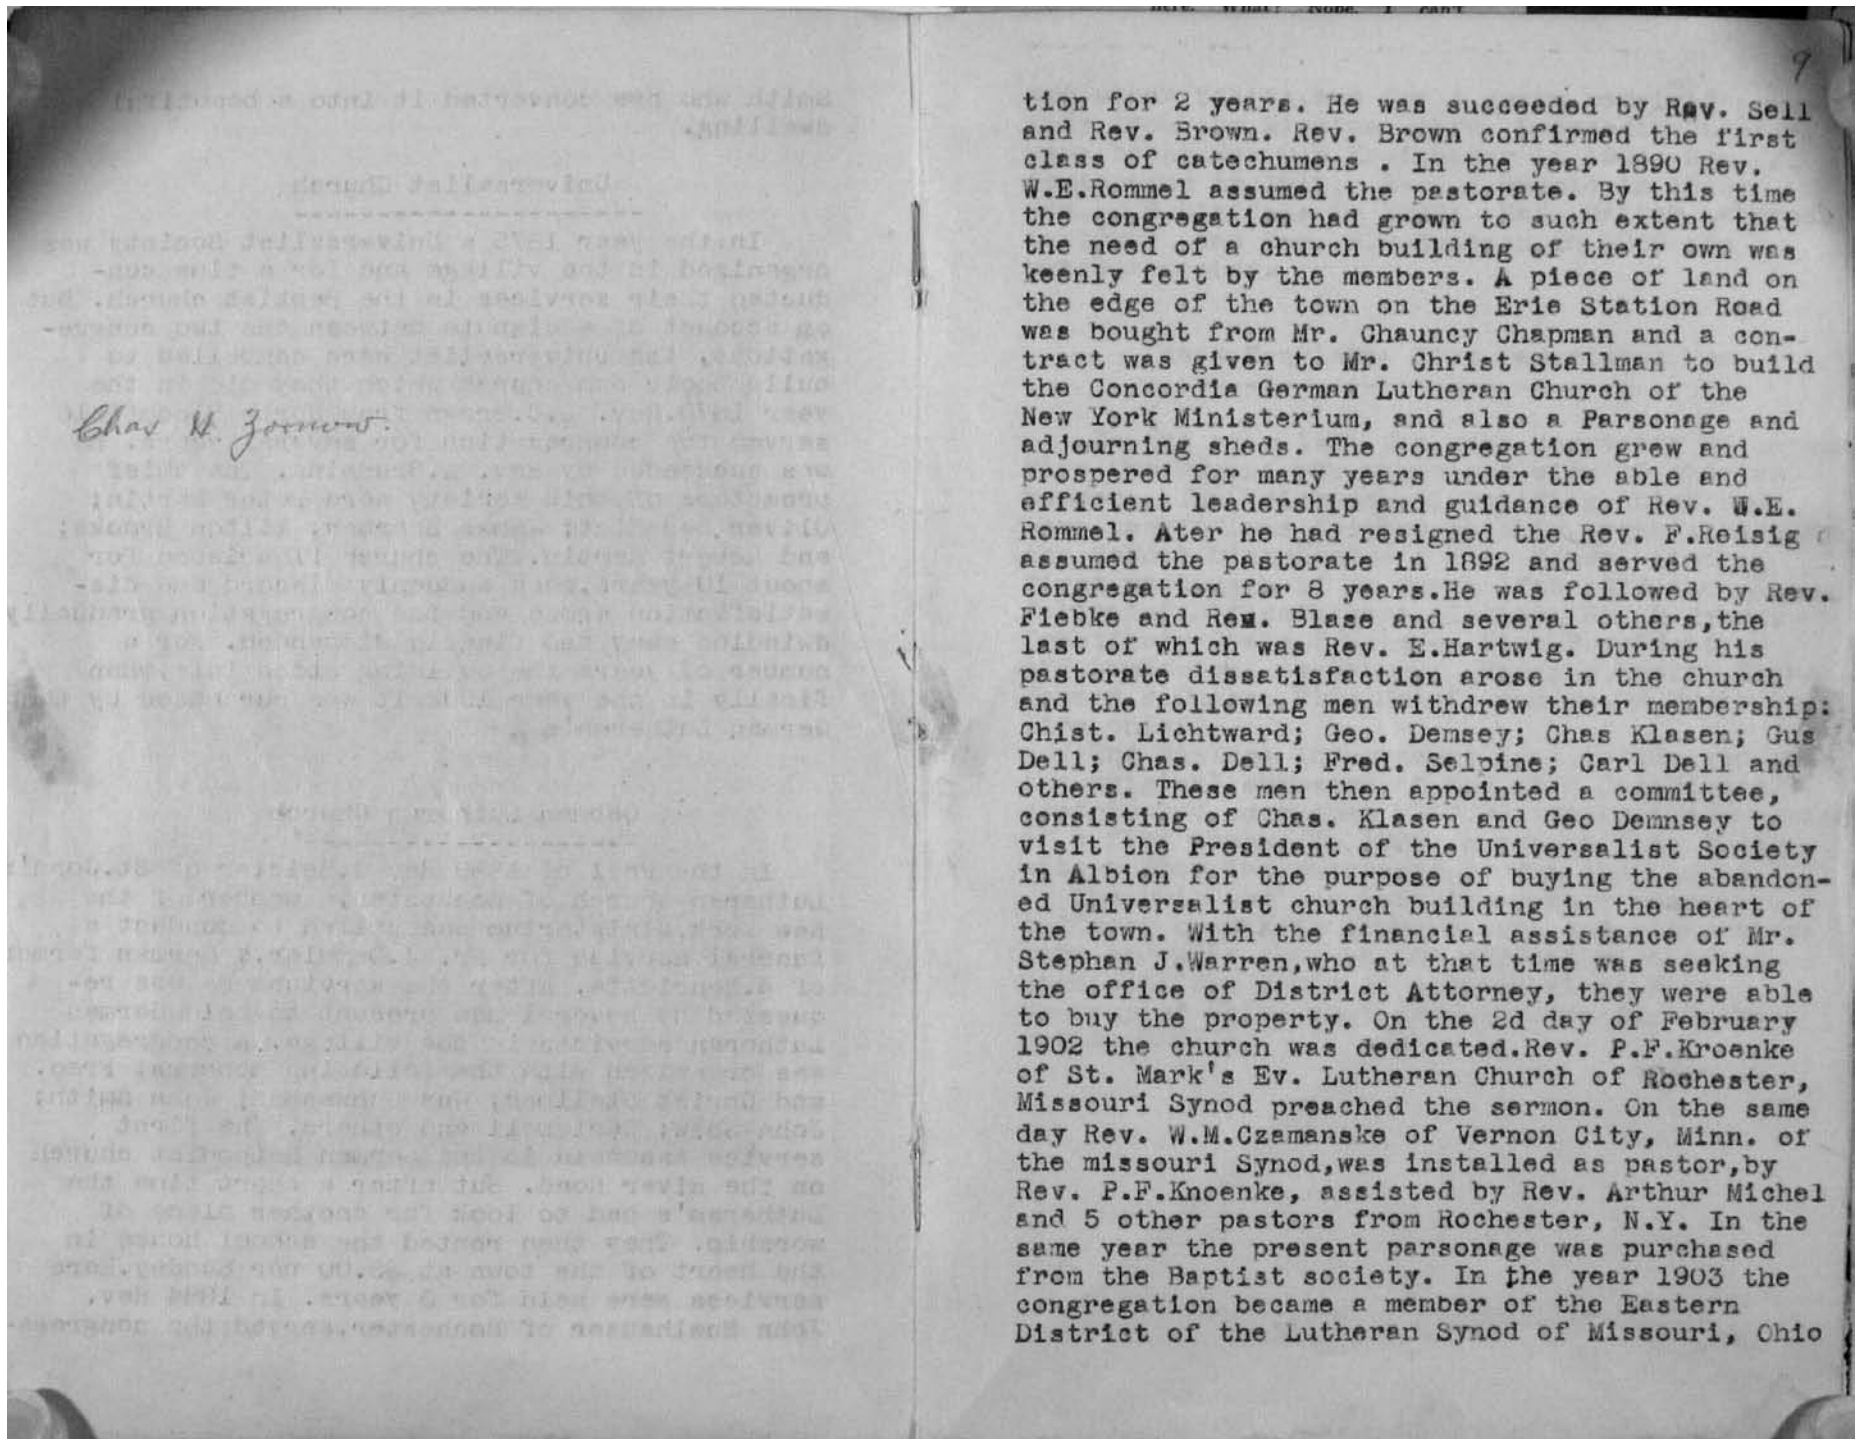 Chas H. Zornow.
9
tion for 2 years. He was succeeded by Rev. Sell
and Rev. Brown. Rev. Brown confirmed the first
class of catechumens . In the year 1890 Rev.
W.E.Rommel assumed the pastorate. By this time
the congregation had grown to such extent that
the need of a church building of their own was
keenly felt by the members. A piece of land on
the edge of the town on the Erie Station Road
was bought from Mr. Chauncy Chapman and a con-
tract was given to Mr. Christ Stallman to build
the Concordia German Lutheran Church of the
New York Ministerium, and also a Parsonage and
adjourning sheds. The congregation grew and
prospered for many years under the able and
efficient leadership and guidance of Rev. W.E.
Rommel. Ater he had resigned the Rev. F.Reisig
assumed the pastorate in 1892 and served the
congregation for 8 years.He was followed by Rev.
Fiebke and Rev. Blase and several others,the
last of which was Rev. E.Hartwig. During his
pastorate dissatisfaction arose in the church
and the following men withdrew their membership:
Chist. Lichtward; Geo. Demsey; Chas Klasen; Gus
Dell; Chas. Dell; Fred. Selpine; Carl Dell and
others. These men then appointed a committee,
consisting of Chas. Klasen and Geo Demnsey to
visit the President of the Universalist Society
in Albion for the purpose of buying the abandon-
ed Universalist church building in the heart of
the town. With the financial assistance of Mr.
Stephan J.Warren,who at that time was seeking
the office of District Attorney, they were able
to buy the property. On the 2d day of February
1902 the church was dedicated.Rev. P.F.Kroenke
of St. Mark's Ev. Lutheran Church of Rochester,
Missouri Synod preached the sermon. On the same
day Rev. W.M.Czamanske of Vernon City, Minn. of
the missouri Synod,was installed as pastor,by
Rev. P.F.Knoenke, assisted by Rev. Arthur Michel
and 5 other pastors from Rochester, N.Y. In the
same year the present parsonage was purchased
from the Baptist society. In the year 1903 the
congregation became a member of the Eastern
District of the Lutheran Synod of Missouri, Ohio